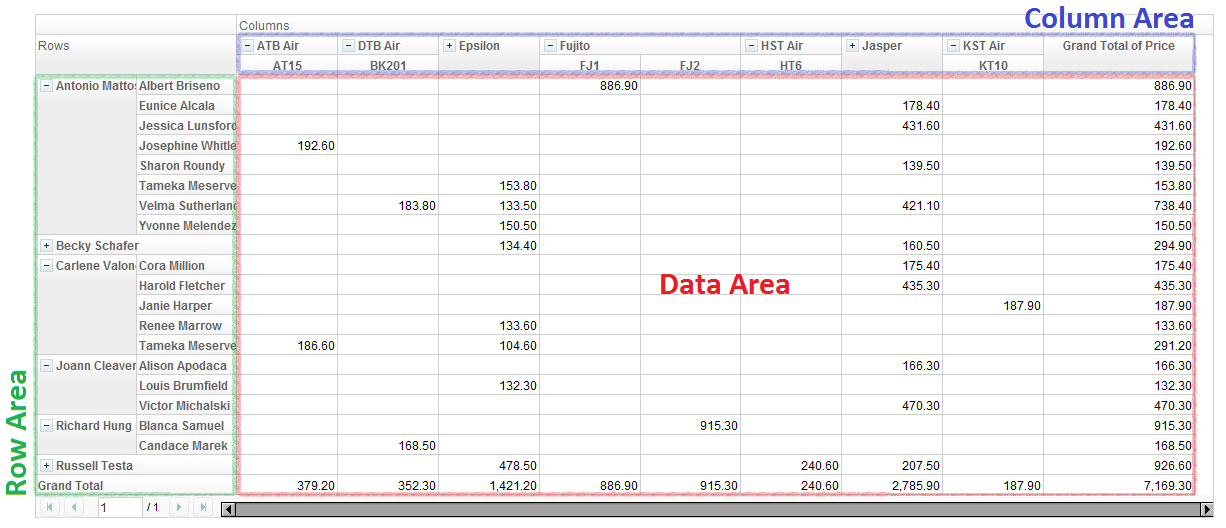 Column Area
Columns
Rows ATB Air DTB Air Epsilon Fujito HST Air Jasper KST Air Grand Total of Price
AT15 BK201 FJ1 FJ2 HT6 KT10
Antonio Mattos Albert Briseno 886.90 886.90
Eunice Alcala 178.40 178.40
Jessica Lunsford 431.60 431.60
Josephine Whitle 192.60 192.60
Sharon Roundy 139.50 139.50
Tameka Meserve 153.80 153.80
Velma Sutherland 183.80 133.50 421.10 738.40
Yvonne Melendez 150.50 150.50
Becky Schafer 134.40 160.50 294.90
Carlene Valon Cora Million 175.40 175.40
Harold Fletcher 435.30 435.30
Data Area
Janie Harper 187.90 187.90
Renee Marrow 133.60 133.60
Tameka Meserve 186.60 104.60 291.20
Joann Cleaver Alison Apodaca 166.30 166.30
Louis Brumfield 132.30 132.30
Victor Michalski 470.30 470.30
Richard Hung Blanca Samuel 915.30 915.30
Candace Marek 168.50 168.50
Russell Testa 478.50 240.60 207.50 926.60
Grand Total 379.20 352.30 1,421.20 886.90 915.30 240.60 2,785.90 187.90 7,169.30
Row Area
1 / 1